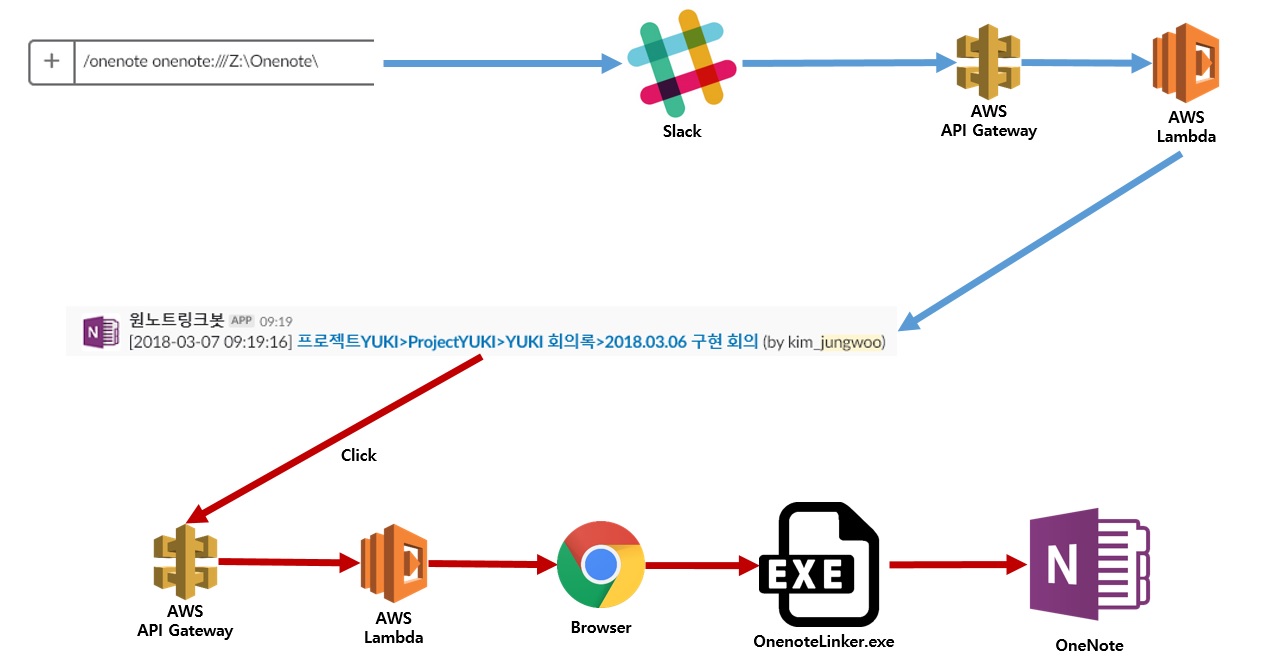 /onenote onenote:///Z:\Onenote\
Slack
AWS
API Gateway
AWS
Lambda
N
원노트링크봇 APP 09:19
[2018-03-07 09:19:16] 프로젝트YUKI>ProjectYUKI>YUKI 회의록>2018.03.06 구현 회의 (by kim_jungwoo)
Click
AWS
API Gateway
AWS
Lambda
Browser
EXE
OnenoteLinker.exe
N
OneNote